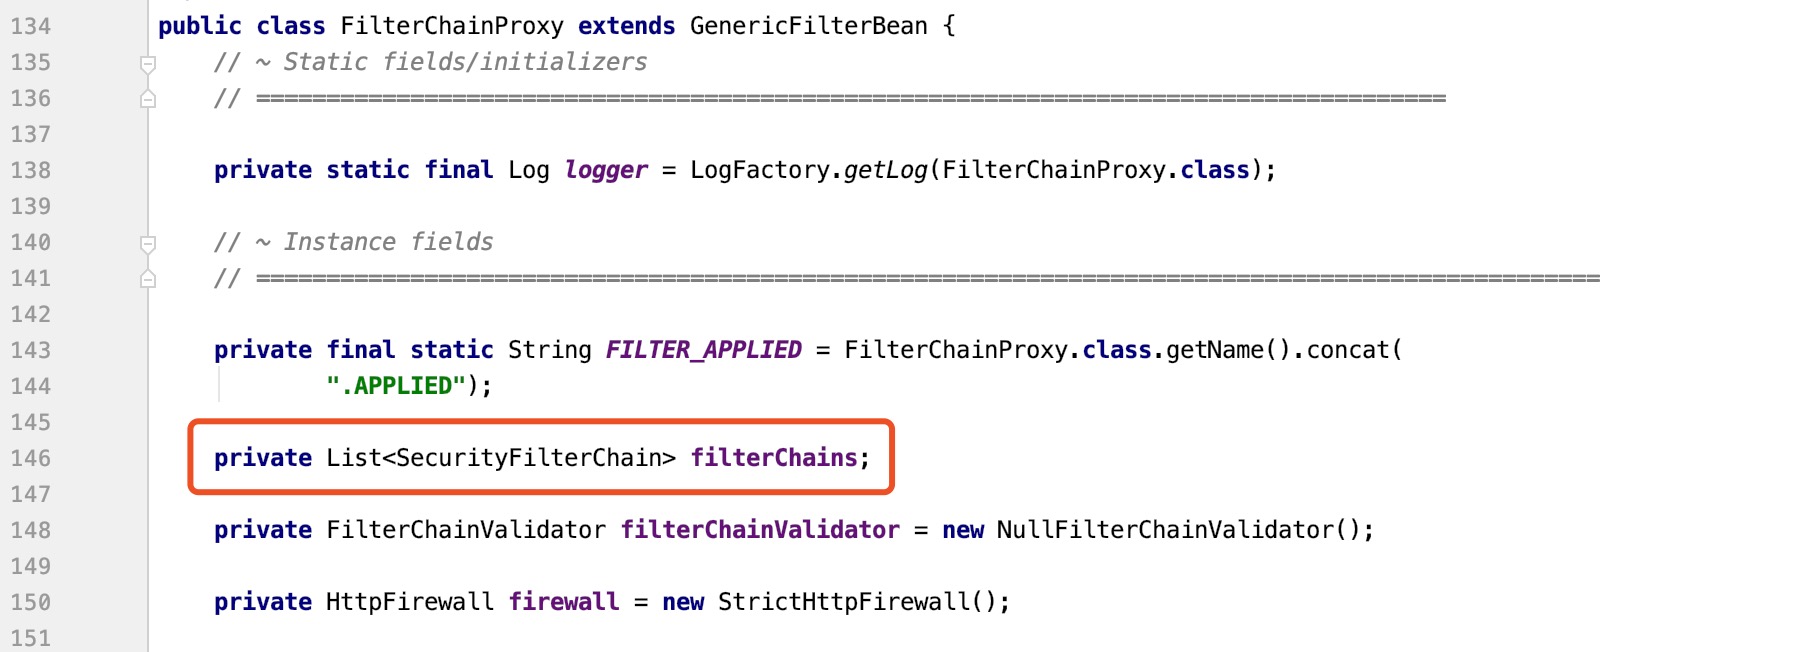 134 public class FilterChainProxy extends GenericFilterBean {
135 // ~ Static fields/initializers
136 // =====================================================================================
137
138 private static final Log logger = LogFactory.getLog(FilterChainProxy.class);
139
140 // ~ Instance fields
141 // ================================================================================================
142
143 private final static String FILTER_APPLIED = FilterChainProxy.class.getName().concat(
144 ".APPLIED");
145
146 private List<SecurityFilterChain> filterChains;
147
148 private FilterChainValidator filterChainValidator = new NullFilterChainValidator();
149
150 private HttpFirewall firewall = new StrictHttpFirewall();
151